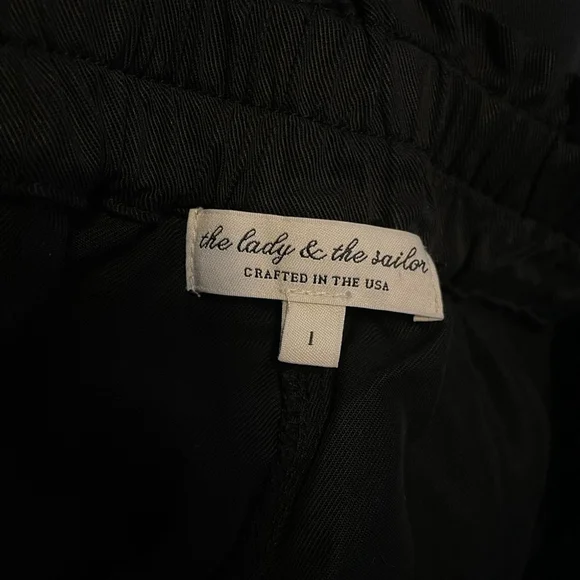 the lady & the sailor
CRAFTED IN THE USA
1